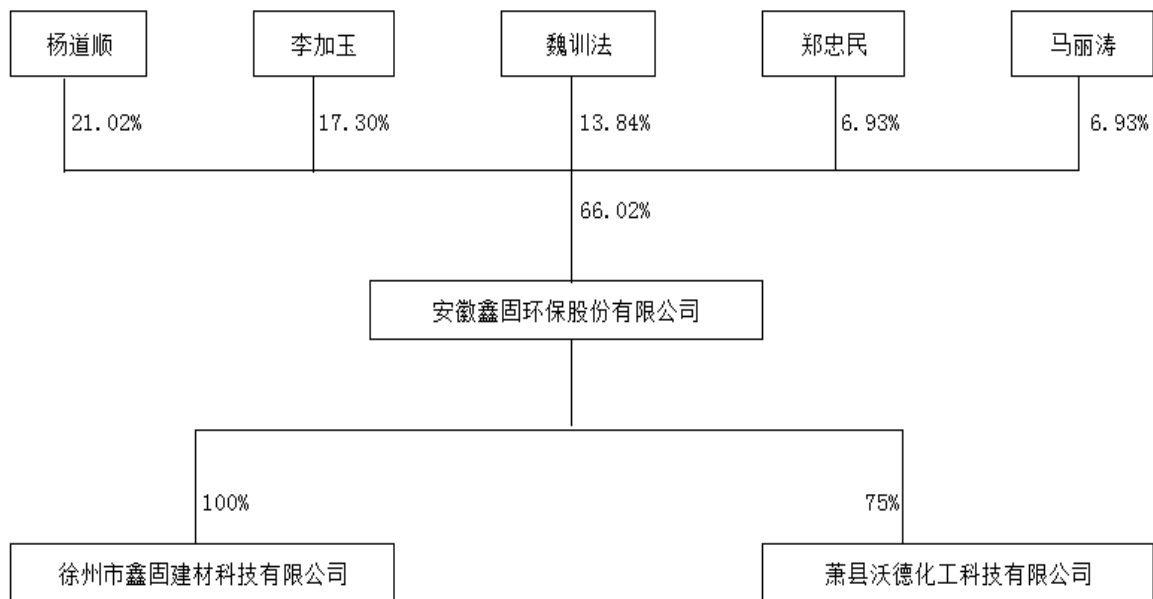 杨道顺 李加玉 魏训法 郑忠民 马丽涛
21.02% 17.30% 13.84% 6.93% 6.93%
66.02%
安徽鑫固环保股份有限公司
100% 75%
徐州市鑫固建材科技有限公司 萧县沃德化工科技有限公司